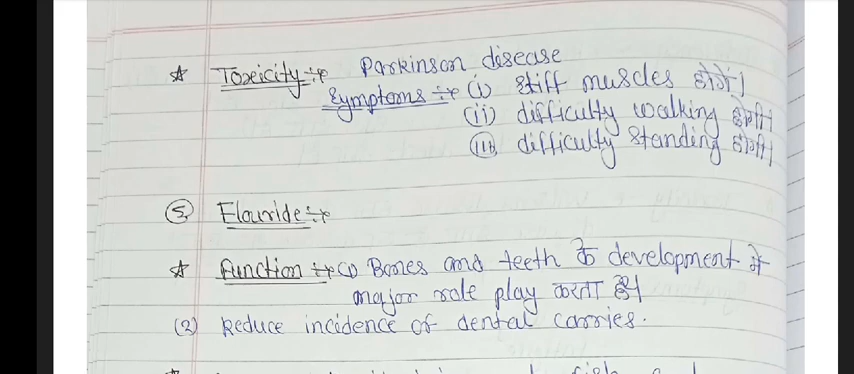 ☆ Toxicity :→ Parkinson disease
Symptoms :→ (i) stiff muscles होगें।
(ii) difficulty walking होगी।
(iii) difficulty standing होगी।
(5) Flouride :→
☆ function :→ (1) Bones and teeth के development में
major role play करता है।
(2) Reduce incidence of dental carries.